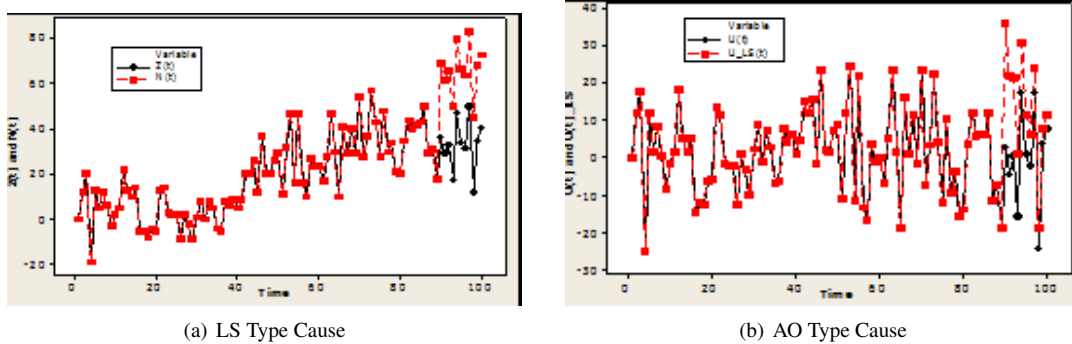 80
60
40
20
0
-20
Z(t) and N(t)
Variable
Z(t)
N(t)
0
20
40
60
80
100
Time
(a) LS Type Cause
40
30
20
10
0
-10
-20
-30
U(t) and U(t)_LS
Variable
U(t)
U_LS(t)
0
20
40
60
80
100
Time
(b) AO Type Cause